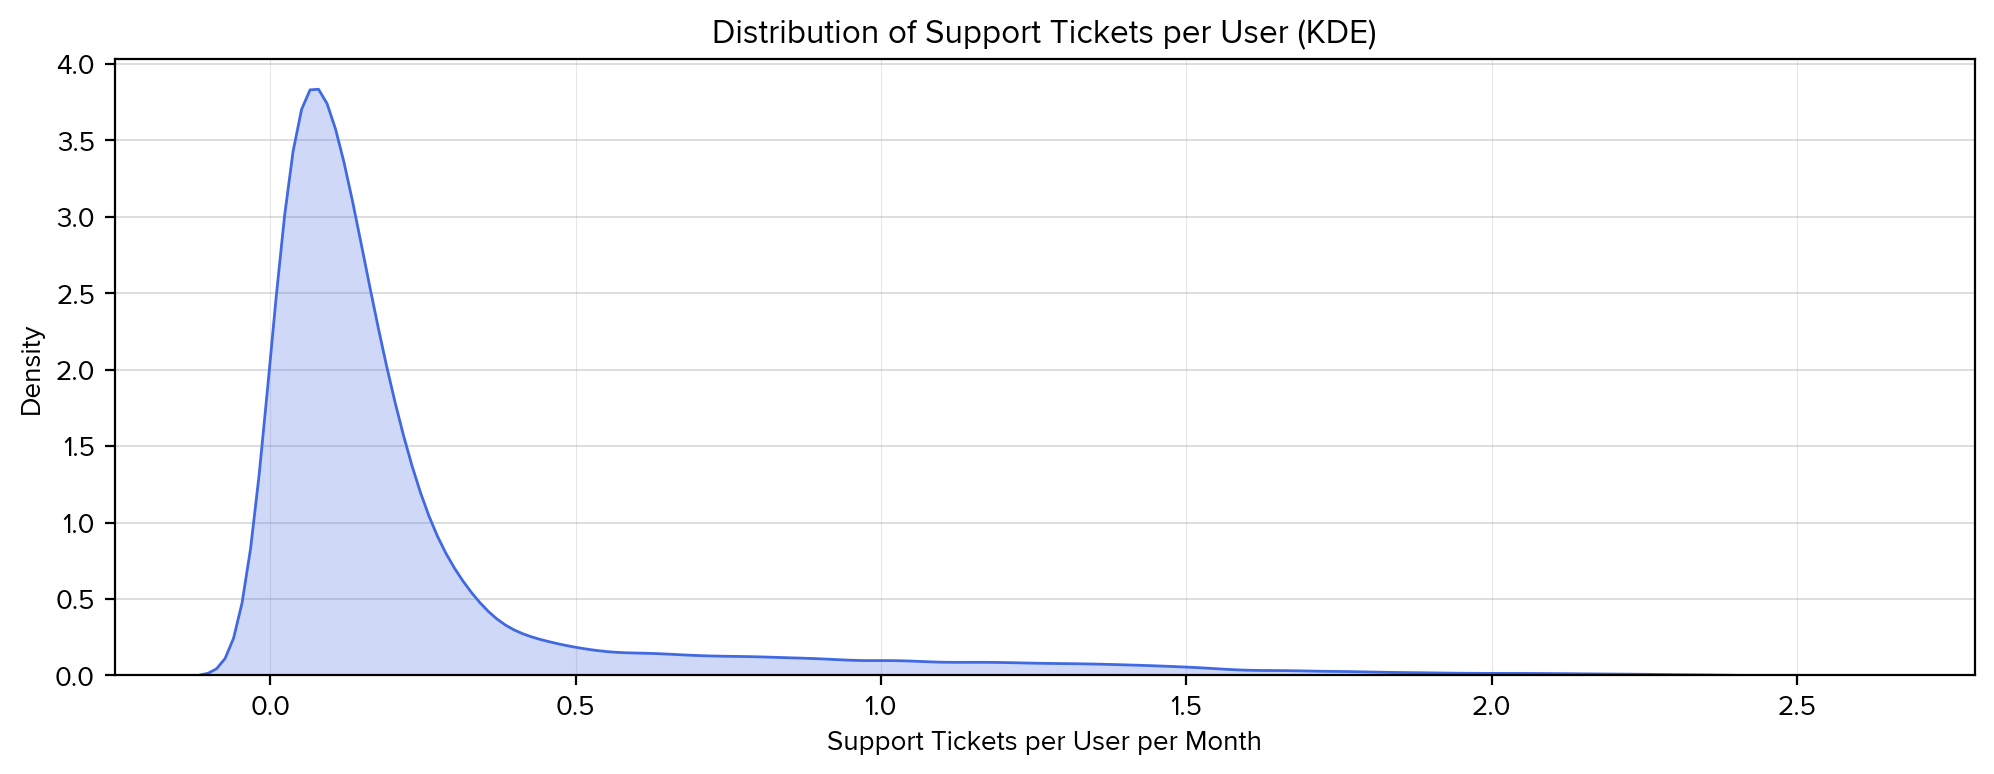 Distribution of Support Tickets per User (KDE)
4.0
3.5
3.0
2.5
2.0
1.5
1.0
0.5
0.0
Density
0.0 0.5 1.0 1.5 2.0 2.5
Support Tickets per User per Month